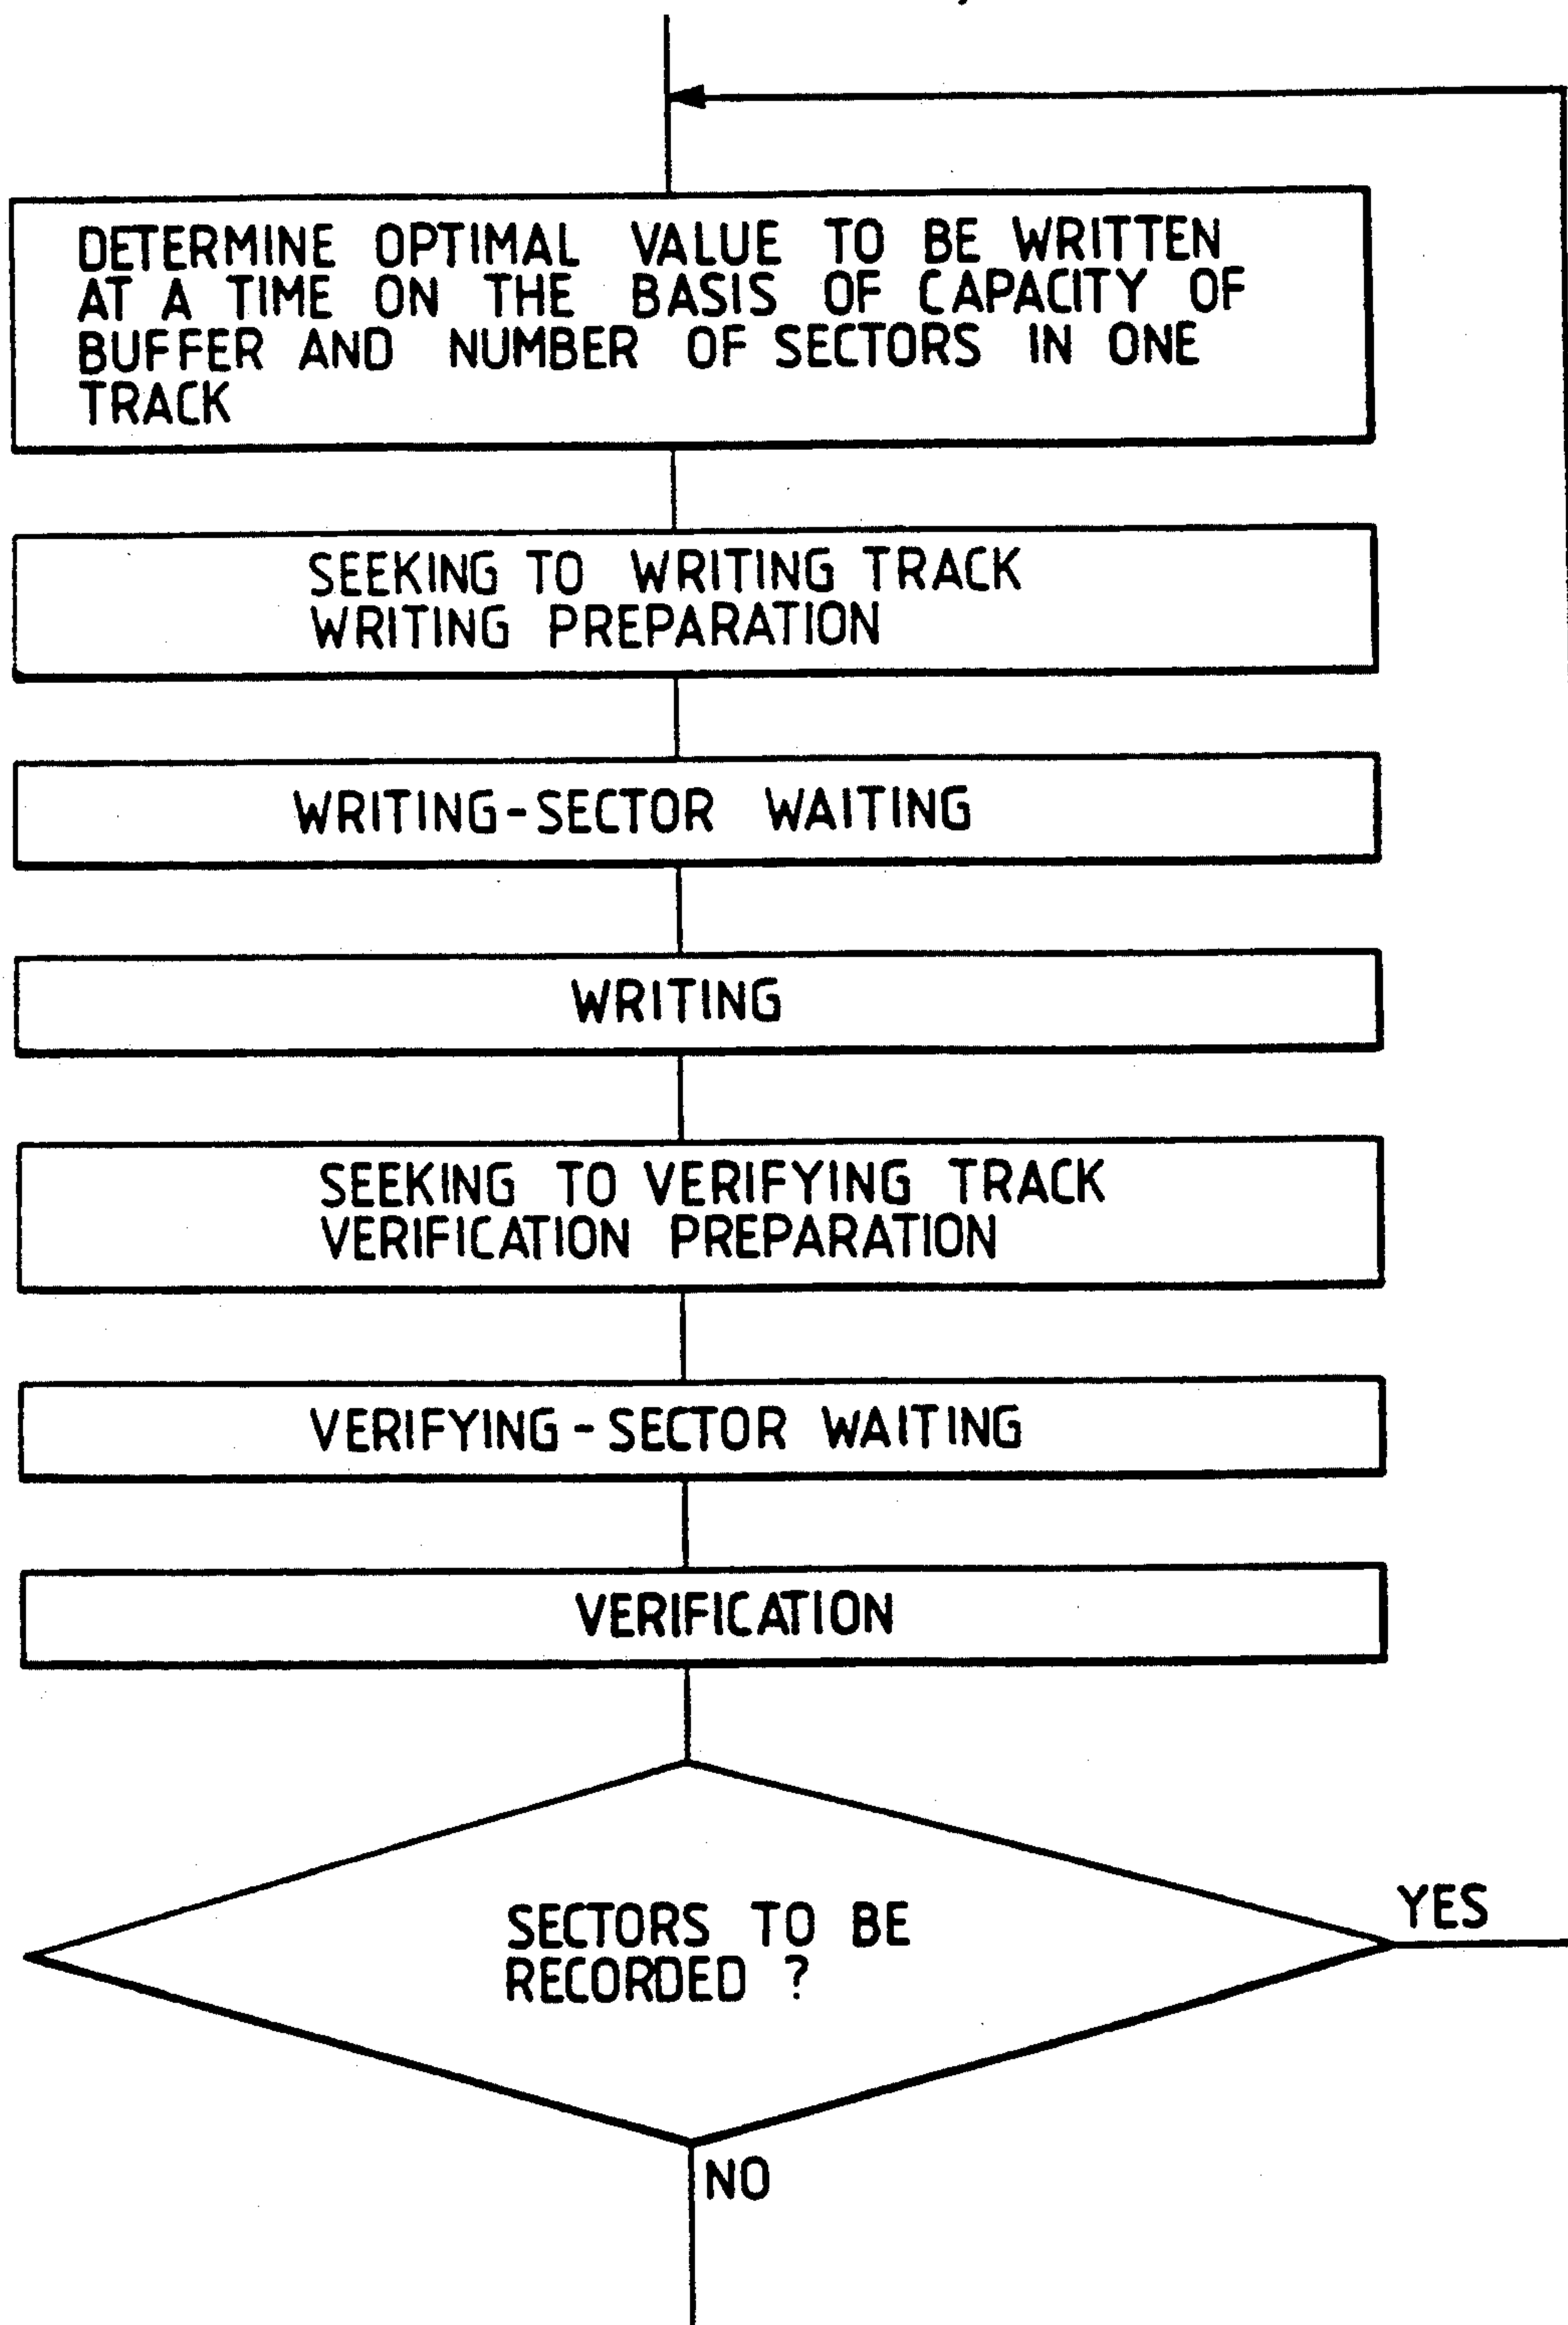 DETERMINE OPTIMAL VALUE TO BE WRITTEN
AT A TIME ON THE BASIS OF CAPACITY OF
BUFFER AND NUMBER OF SECTORS IN ONE
TRACK
SEEKING TO WRITING TRACK
WRITING PREPARATION
WRITING-SECTOR WAITING
WRITING
SEEKING TO VERIFYING TRACK
VERIFICATION PREPARATION
VERIFYING-SECTOR WAITING
VERIFICATION
YES
SECTORS TO BE
RECORDED ?
NO